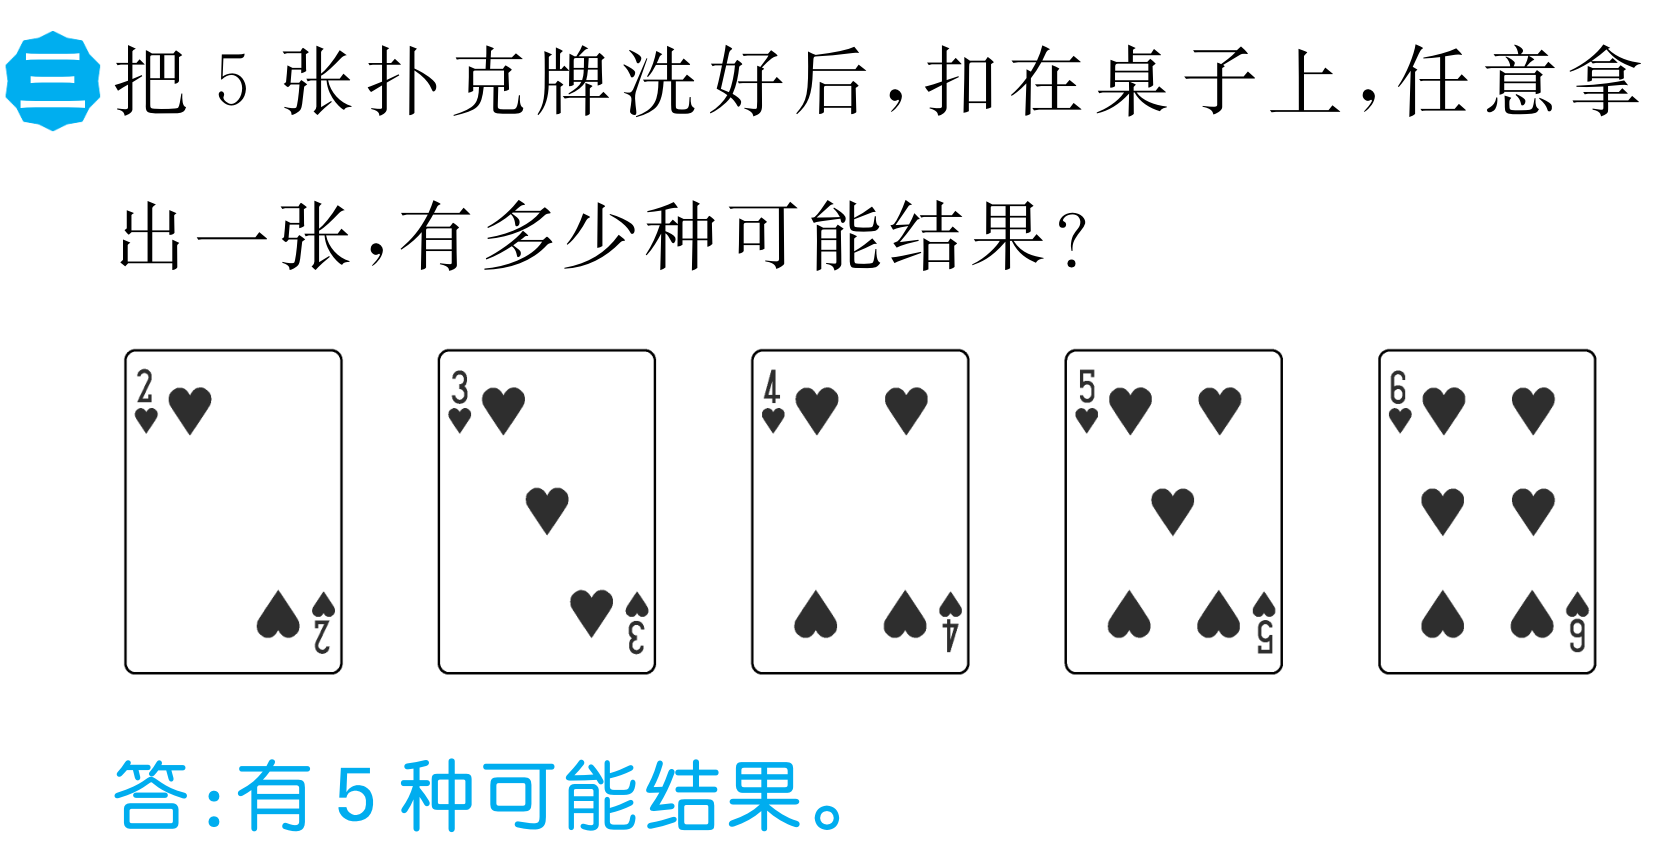 三 把 5 张扑克牌洗好后,扣在桌子上,任意拿
出一张,有多少种可能结果?
2 3 4 5 6
2 3 4 5 6
答:有 5 种可能结果。